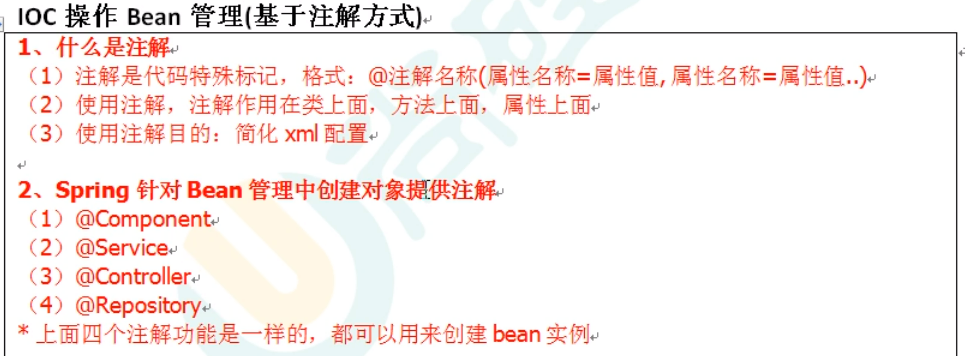 IOC 操作 Bean 管理(基于注解方式)
1、什么是注解
（1）注解是代码特殊标记，格式：@注解名称(属性名称=属性值, 属性名称=属性值..)
（2）使用注解，注解作用在类上面，方法上面，属性上面
（3）使用注解目的：简化 xml 配置
2、Spring 针对 Bean 管理中创建对象提供注解
（1）@Component
（2）@Service
（3）@Controller
（4）@Repository
* 上面四个注解功能是一样的，都可以用来创建 bean 实例